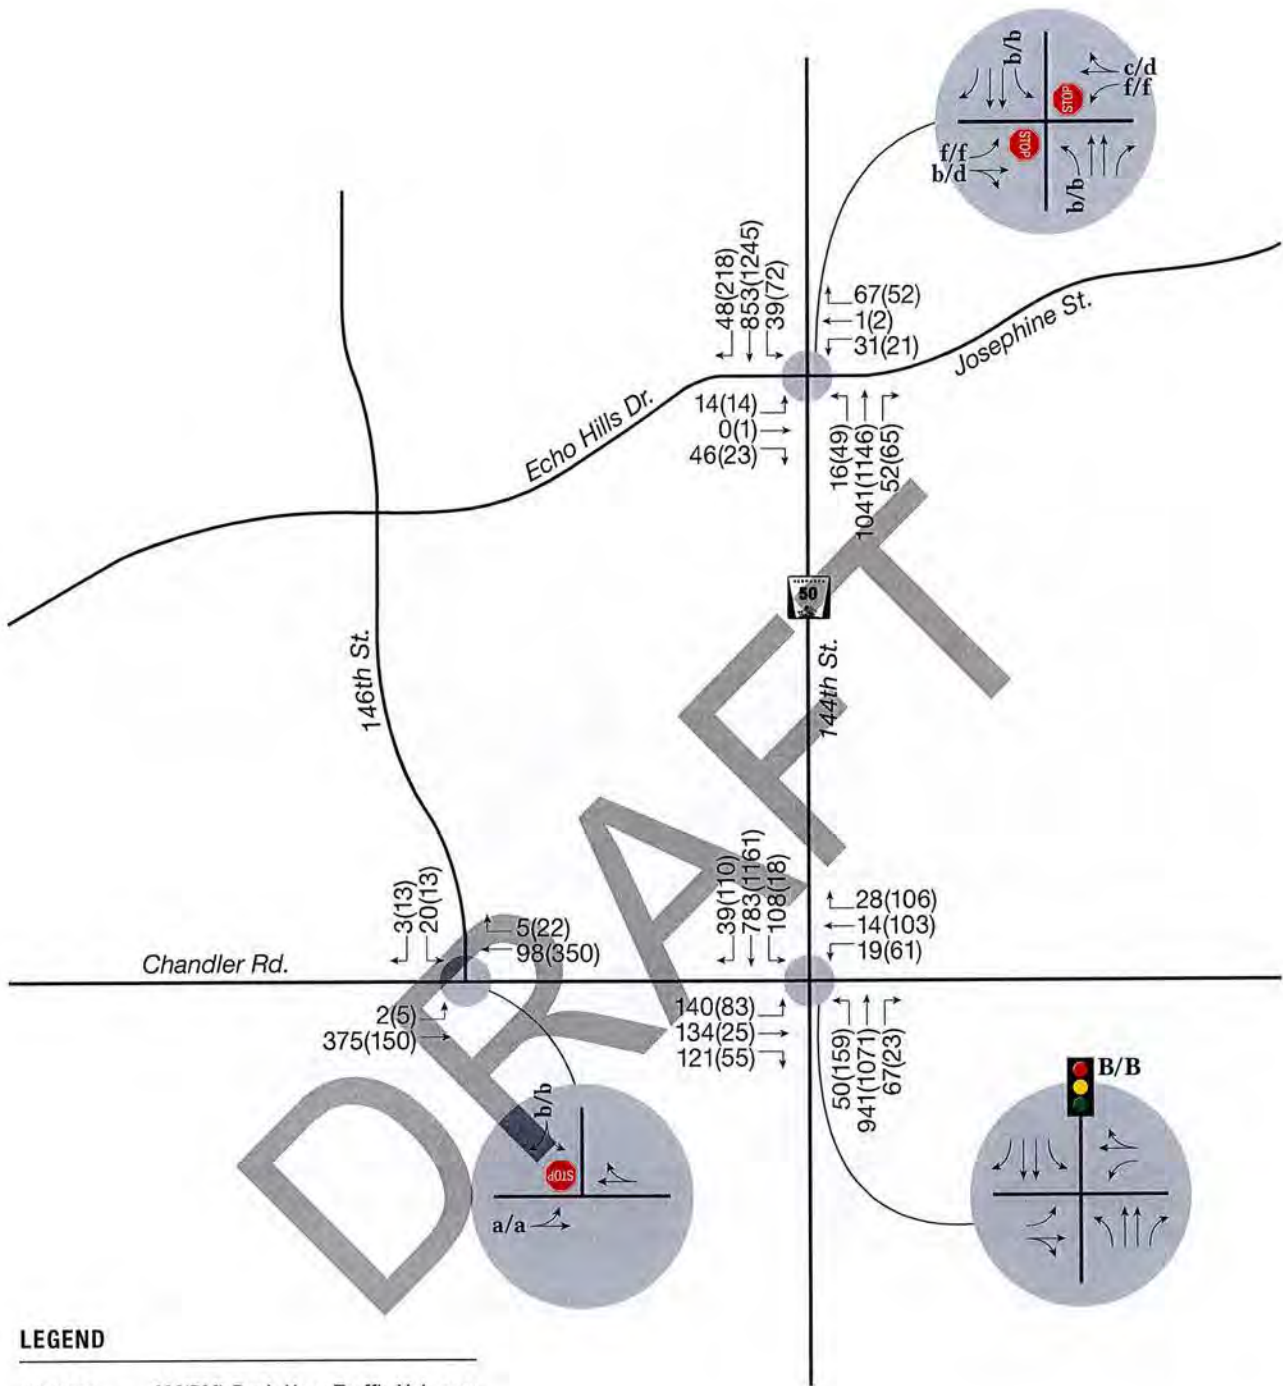 b/b
c/d
f/f
STOP
STOP
f/f
b/d
b/b
48(218)
853(1245)
39(72)
67(52)
1(2)
31(21)
Josephine St.
Echo Hills Dr.
14(14)
0(1)
46(23)
16(49)
1041(1146)
52(65)
50
146th St.
144th St.
DRAFT
3(13)
20(13)
5(22)
98(350)
39(110)
783(1161)
108(18)
28(106)
14(103)
19(61)
Chandler Rd.
2(5)
375(150)
140(83)
134(25)
121(55)
50(159)
941(1071)
67(23)
B/B
b/b
STOP
a/a
LEGEND